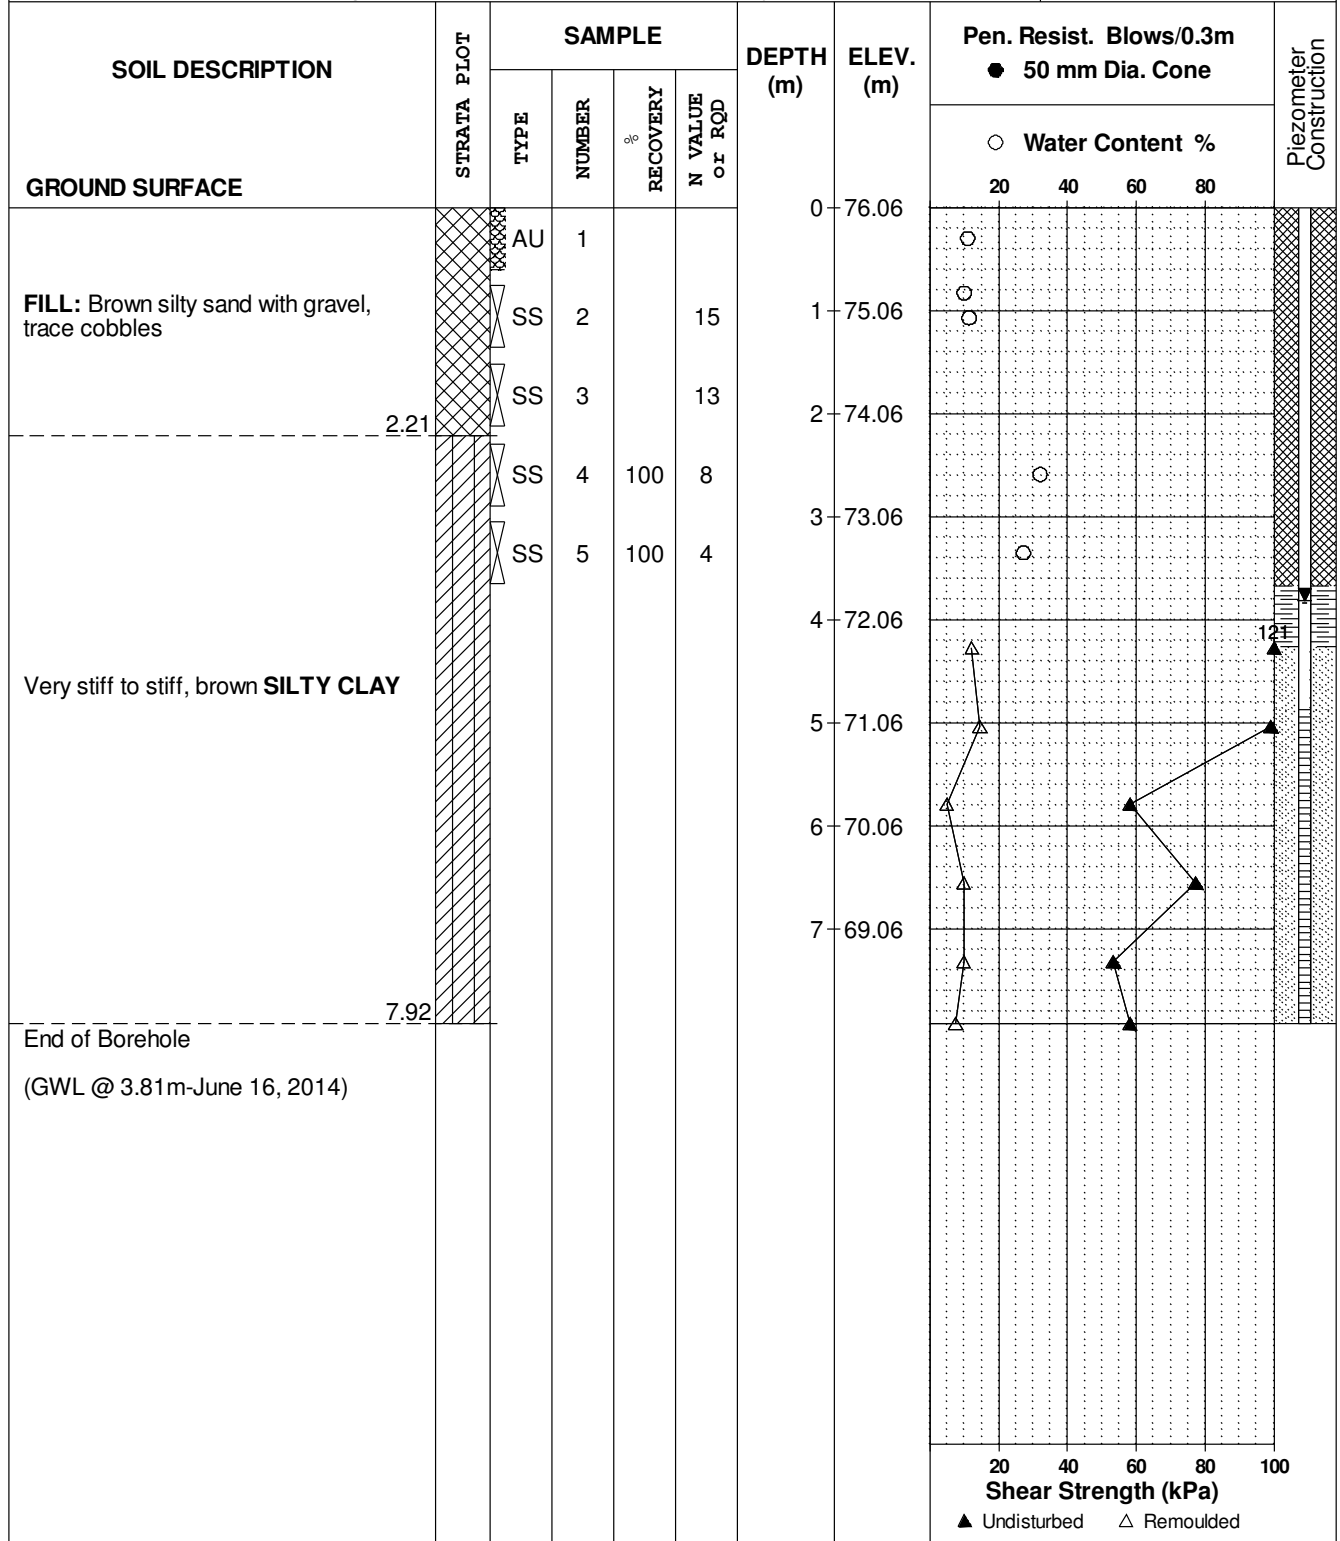 SOIL DESCRIPTION
GROUND SURFACE
STRATA PLOT
SAMPLE
TYPE
NUMBER
%
RECOVERY
N VALUE
or RQD
DEPTH
(m)
ELEV.
(m)
Pen. Resist. Blows/0.3m
● 50 mm Dia. Cone
○ Water Content %
20 40 60 80
Piezometer
Construction
0 76.06
AU 1
FILL: Brown silty sand with gravel,
trace cobbles
SS 2 15
1 75.06
SS 3 13
2 74.06
2.21
SS 4 100 8
3 73.06
SS 5 100 4
4 72.06
121
Very stiff to stiff, brown SILTY CLAY
5 71.06
6 70.06
7 69.06
7.92
End of Borehole
(GWL @ 3.81m-June 16, 2014)
20 40 60 80 100
Shear Strength (kPa)
▲ Undisturbed △ Remoulded